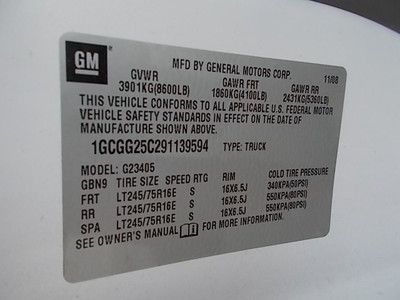 GM
MFD BY GENERAL MOTORS CORP. 11/08
GVWR GAWR FRT GAWR RR
3901KG(8600LB) 1860KG(4100LB) 2431KG(5360LB)
THIS VEHICLE CONFORMS TO ALL APPLICABLE U.S. FEDERAL MOTOR
VEHICLE SAFETY STANDARDS IN EFFECT ON THE DATE OF
MANUFACTURE SHOWN ABOVE.
1GCGG25C291139594 TYPE: TRUCK
MODEL: G23405
GBN9 TIRE SIZE SPEED RTG RIM COLD TIRE PRESSURE
FRT LT245/75R16E S 16X6.5J 340KPA(50PSI)
RR LT245/75R16E S 16X6.5J 550KPA(80PSI)
SPA LT245/75R16E S 16X6.5J 550KPA(80PSI)
SEE OWNER'S MANUAL FOR MORE INFORMATION.